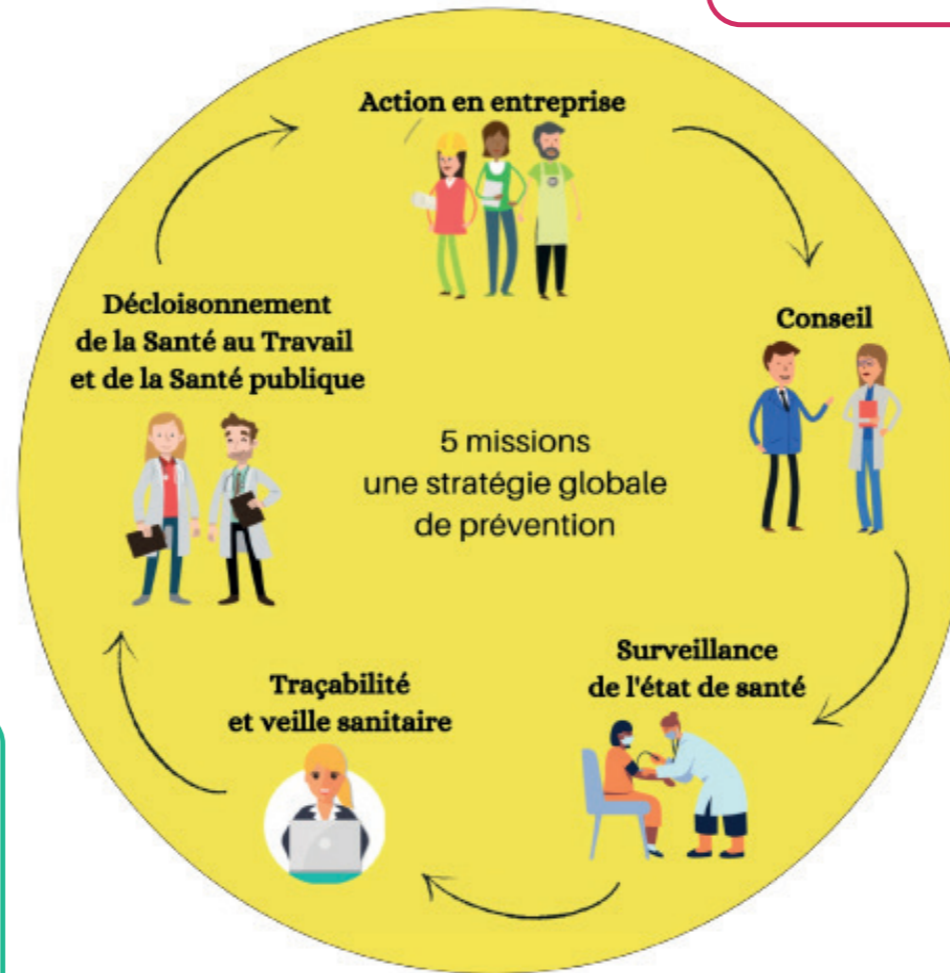 Action en entreprise
Conseil
Surveillance
de l'état de santé
Traçabilité
et veille sanitaire
Décloisonnement
de la Santé au Travail
et de la Santé publique
5 missions
une stratégie globale
de prévention